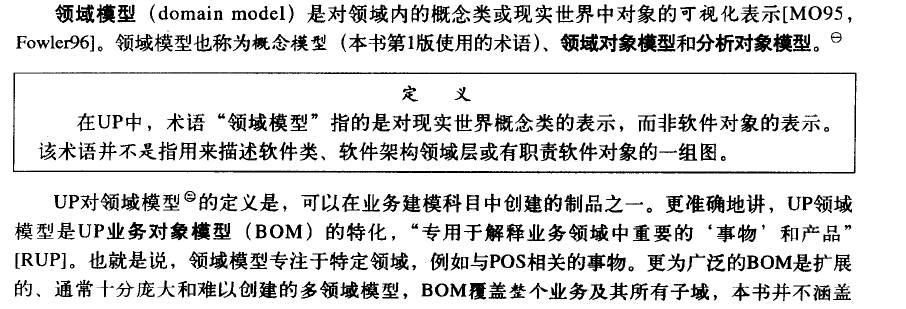 领域模型（domain model）是对领域内的概念类或现实世界中对象的可视化表示[MO95，
Fowler96]。领域模型也称为概念模型（本书第1版使用的术语）、领域对象模型和分析对象模型。㊀
定 义
在UP中，术语“领域模型”指的是对现实世界概念类的表示，而非软件对象的表示。
该术语并不是指用来描述软件类、软件架构领域层或有职责软件对象的一组图。
UP对领域模型㊁的定义是，可以在业务建模科目中创建的制品之一。更准确地讲，UP领域
模型是UP业务对象模型（BOM）的特化，“专用于解释业务领域中重要的‘事物’和产品”
[RUP]。也就是说，领域模型专注于特定领域，例如与POS相关的事物。更为广泛的BOM是扩展
的、通常十分庞大和难以创建的多领域模型，BOM覆盖整个业务及其所有子域，本书并不涵盖